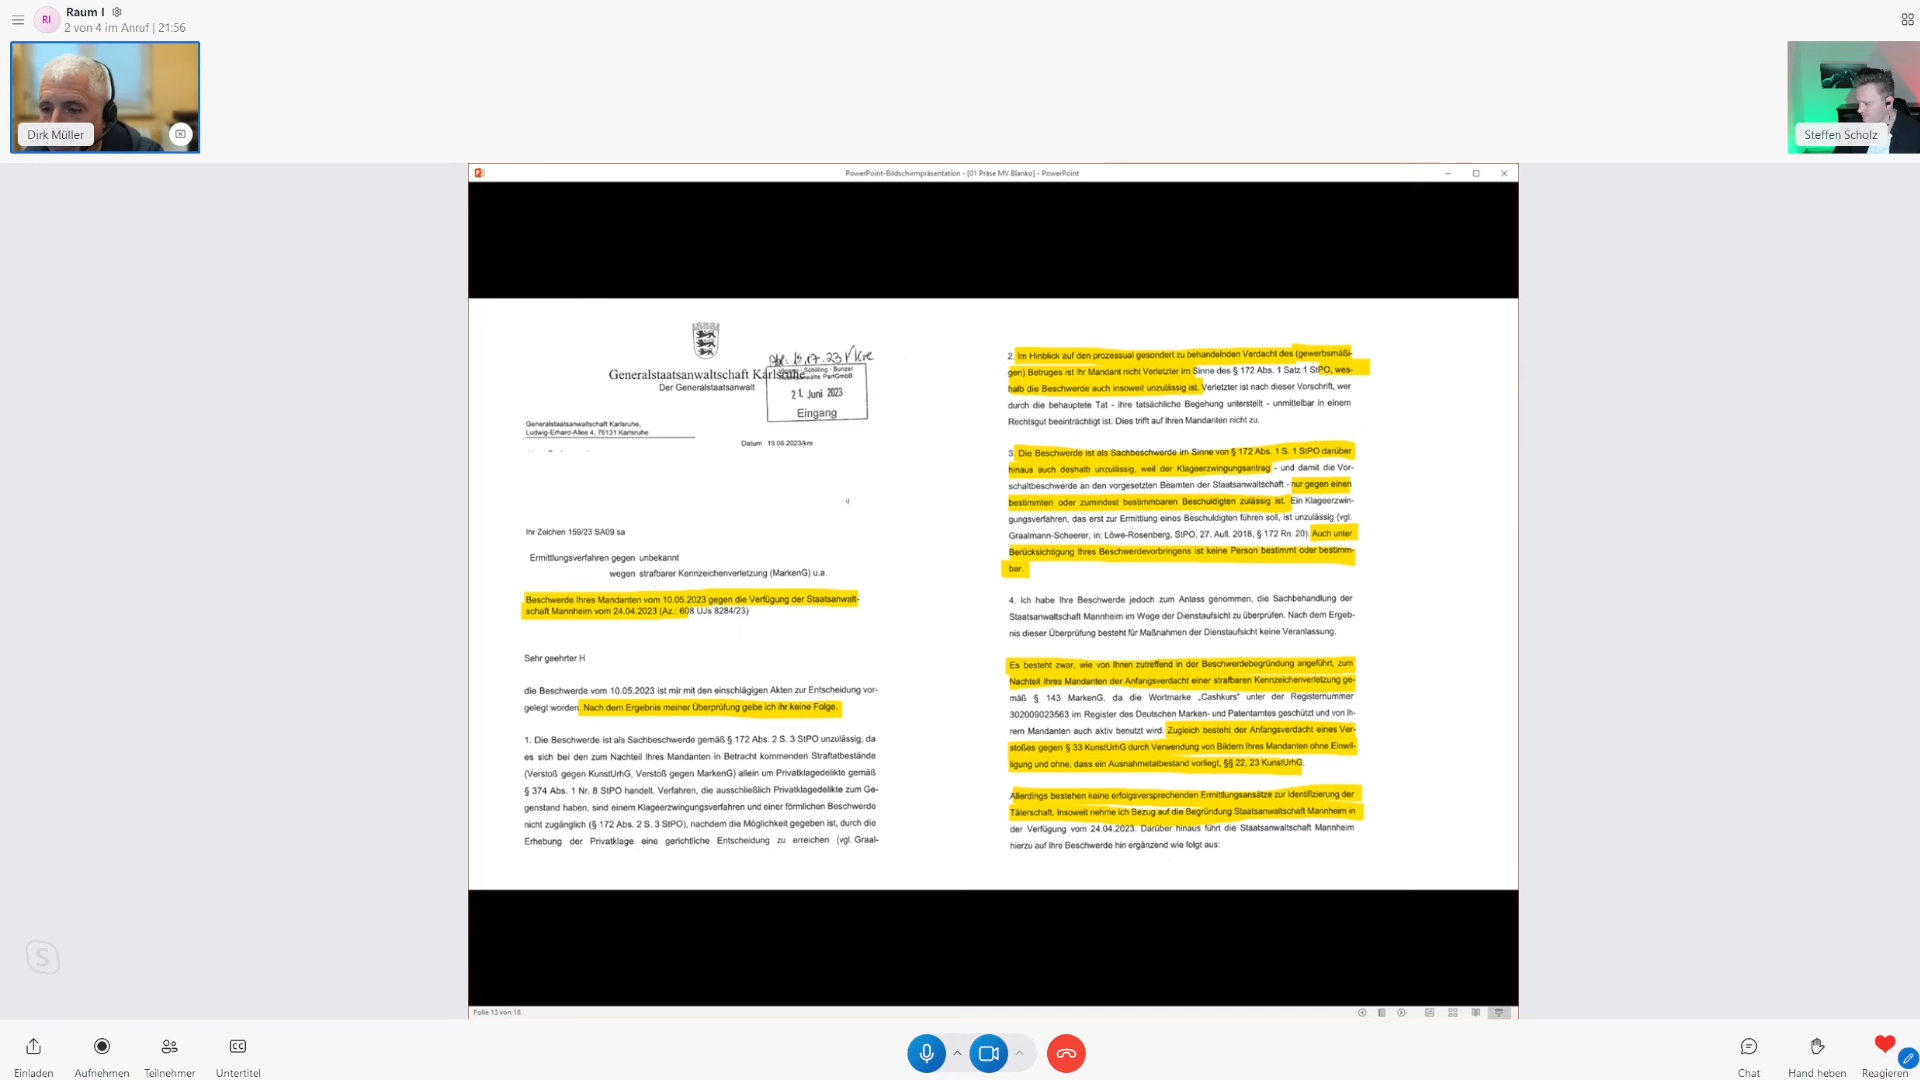 RI
Raum I
2 von 4 im Anruf | 21:56
Dirk Müller
Steffen Scholz
PowerPoint-Bildschirmpräsentation - [01 Präse MV Blanko] - PowerPoint
Generalstaatsanwaltschaft Karlsruhe
Der Generalstaatsanwalt
21. Juni 2023
Eingang
Generalstaatsanwaltschaft Karlsruhe,
Ludwig-Erhard-Allee 4, 76131 Karlsruhe
Datum 19.06.2023/krs
Ihr Zeichen 159/23 SA09 sa
Ermittlungsverfahren gegen unbekannt
wegen strafbarer Kennzeichenverletzung (MarkenG) u.a.
Beschwerde Ihres Mandanten vom 10.05.2023 gegen die Verfügung der Staatsanwalt-
schaft Mannheim vom 24.04.2023 (Az.: 608 UJs 8284/23)
Sehr geehrter H
die Beschwerde vom 10.05.2023 ist mir mit den einschlägigen Akten zur Entscheidung vor-
gelegt worden. Nach dem Ergebnis meiner Überprüfung gebe ich ihr keine Folge.
1. Die Beschwerde ist als Sachbeschwerde gemäß § 172 Abs. 2 S. 3 StPO unzulässig, da
es sich bei den zum Nachteil Ihres Mandanten in Betracht kommenden Straftatbestände
(Verstoß gegen KunstUrhG, Verstoß gegen MarkenG) allein um Privatklagedelikte gemäß
§ 374 Abs. 1 Nr. 8 StPO handelt. Verfahren, die ausschließlich Privatklagedelikte zum Ge-
genstand haben, sind einem Klageerzwingungsverfahren und einer förmlichen Beschwerde
nicht zugänglich (§ 172 Abs. 2 S. 3 StPO), nachdem die Möglichkeit gegeben ist, durch die
Erhebung der Privatklage eine gerichtliche Entscheidung zu erreichen (vgl. Graal-
2. Im Hinblick auf den prozessual gesondert zu behandelnden Verdacht des (gewerbsmäßi-
gen) Betruges ist Ihr Mandant nicht Verletzter im Sinne des § 172 Abs. 1 Satz 1 StPO, wes-
halb die Beschwerde auch insoweit unzulässig ist. Verletzter ist nach dieser Vorschrift, wer
durch die behauptete Tat - ihre tatsächliche Begehung unterstellt - unmittelbar in einem
Rechtsgut beeinträchtigt ist. Dies trifft auf Ihren Mandanten nicht zu.
3. Die Beschwerde ist als Sachbeschwerde im Sinne von § 172 Abs. 1 S. 1 StPO darüber
hinaus auch deshalb unzulässig, weil der Klageerzwingungsantrag - und damit die Vor-
schaltbeschwerde an den vorgesetzten Beamten der Staatsanwaltschaft - nur gegen einen
bestimmten oder zumindest bestimmbaren Beschuldigten zulässig ist. Ein Klageerzwin-
gungsverfahren, das erst zur Ermittlung eines Beschuldigten führen soll, ist unzulässig (vgl.
Graalmann-Scheerer, in: Löwe-Rosenberg, StPO, 27. Aufl. 2018, § 172 Rn. 20). Auch unter
Berücksichtigung Ihres Beschwerdevorbringens ist keine Person bestimmt oder bestimm-
bar.
4. Ich habe Ihre Beschwerde jedoch zum Anlass genommen, die Sachbehandlung der
Staatsanwaltschaft Mannheim im Wege der Dienstaufsicht zu überprüfen. Nach dem Ergeb-
nis dieser Überprüfung besteht für Maßnahmen der Dienstaufsicht keine Veranlassung.
Es besteht zwar, wie von Ihnen zutreffend in der Beschwerdebegründung angeführt, zum
Nachteil Ihres Mandanten der Anfangsverdacht einer strafbaren Kennzeichenverletzung ge-
mäß § 143 MarkenG, da die Wortmarke „Cashkurs" unter der Registernummer
302009023563 im Register des Deutschen Marken- und Patentamtes geschützt und von Ih-
rem Mandanten auch aktiv benutzt wird. Zugleich besteht der Anfangsverdacht eines Ver-
stoßes gegen § 33 KunstUrhG durch Verwendung von Bildern Ihres Mandanten ohne Einwil-
ligung und ohne, dass ein Ausnahmetatbestand vorliegt, §§ 22, 23 KunstUrhG.
Allerdings bestehen keine erfolgsversprechenden Ermittlungsansätze zur Identifizierung der
Täterschaft. Insoweit nehme ich Bezug auf die Begründung Staatsanwaltschaft Mannheim in
der Verfügung vom 24.04.2023. Darüber hinaus führt die Staatsanwaltschaft Mannheim
hierzu auf Ihre Beschwerde hin ergänzend wie folgt aus:
Folie 13 von 18
Einladen
Aufnehmen
Teilnehmer
Untertitel
Chat
Hand heben
Reagieren